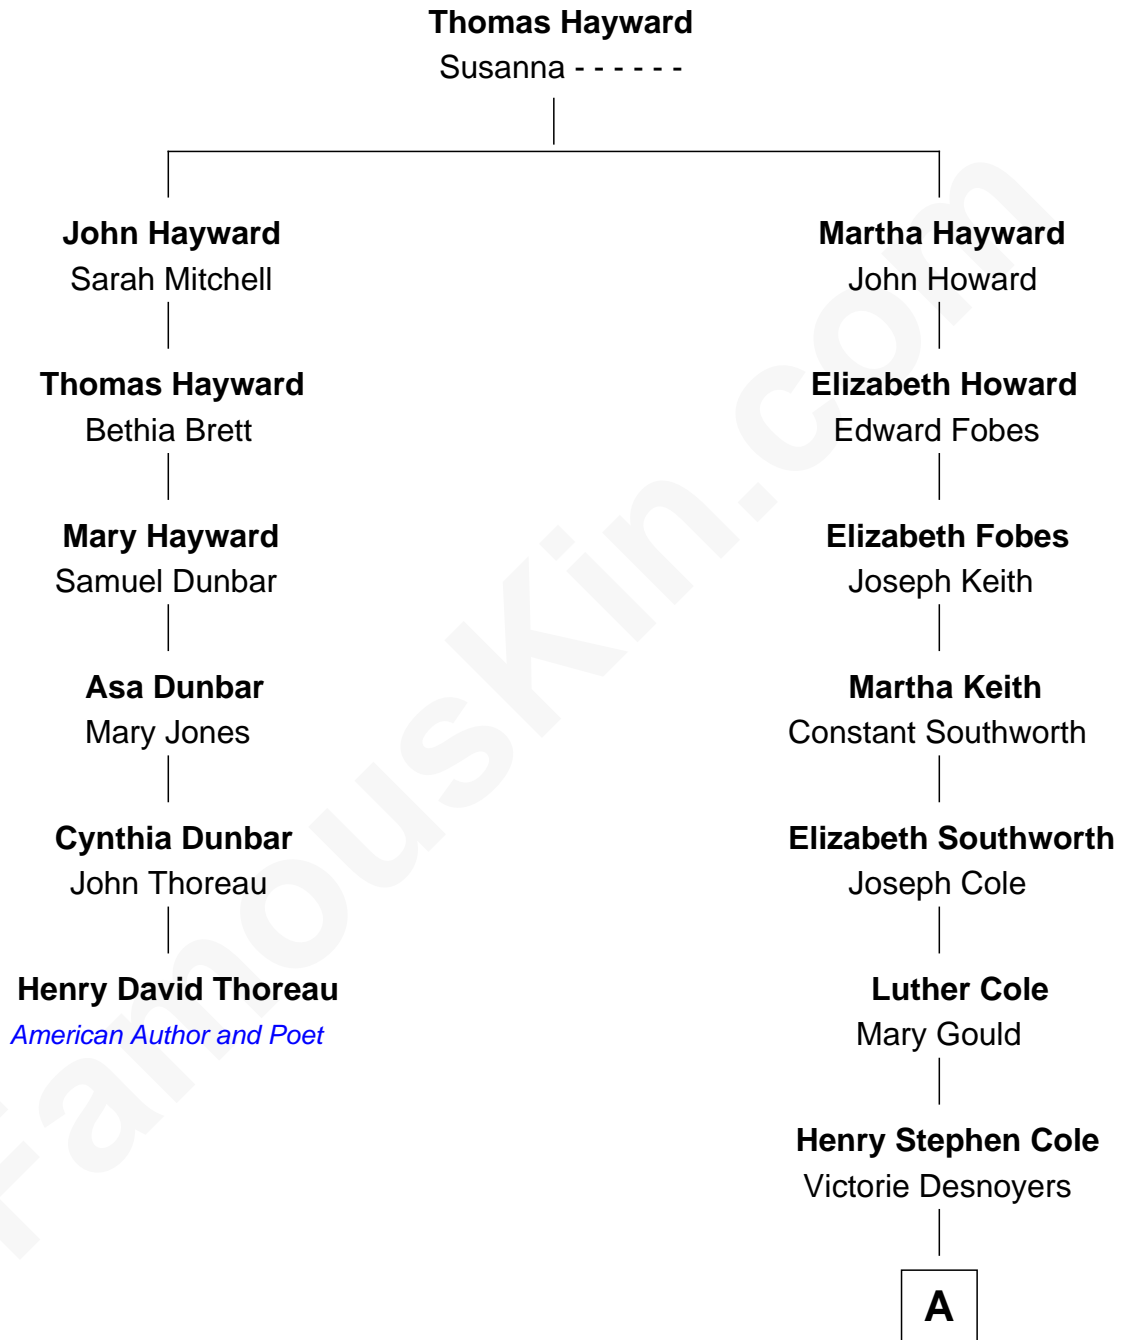 Thomas Hayward
Susanna - - - - - -
John Hayward
Sarah Mitchell
Martha Hayward
John Howard
Thomas Hayward
Bethia Brett
Elizabeth Howard
Edward Fobes
Mary Hayward
Samuel Dunbar
Elizabeth Fobes
Joseph Keith
Asa Dunbar
Mary Jones
Martha Keith
Constant Southworth
Cynthia Dunbar
John Thoreau
Elizabeth Southworth
Joseph Cole
Henry David Thoreau
American Author and Poet
Luther Cole
Mary Gould
Henry Stephen Cole
Victorie Desnoyers
A
FamousKin.com